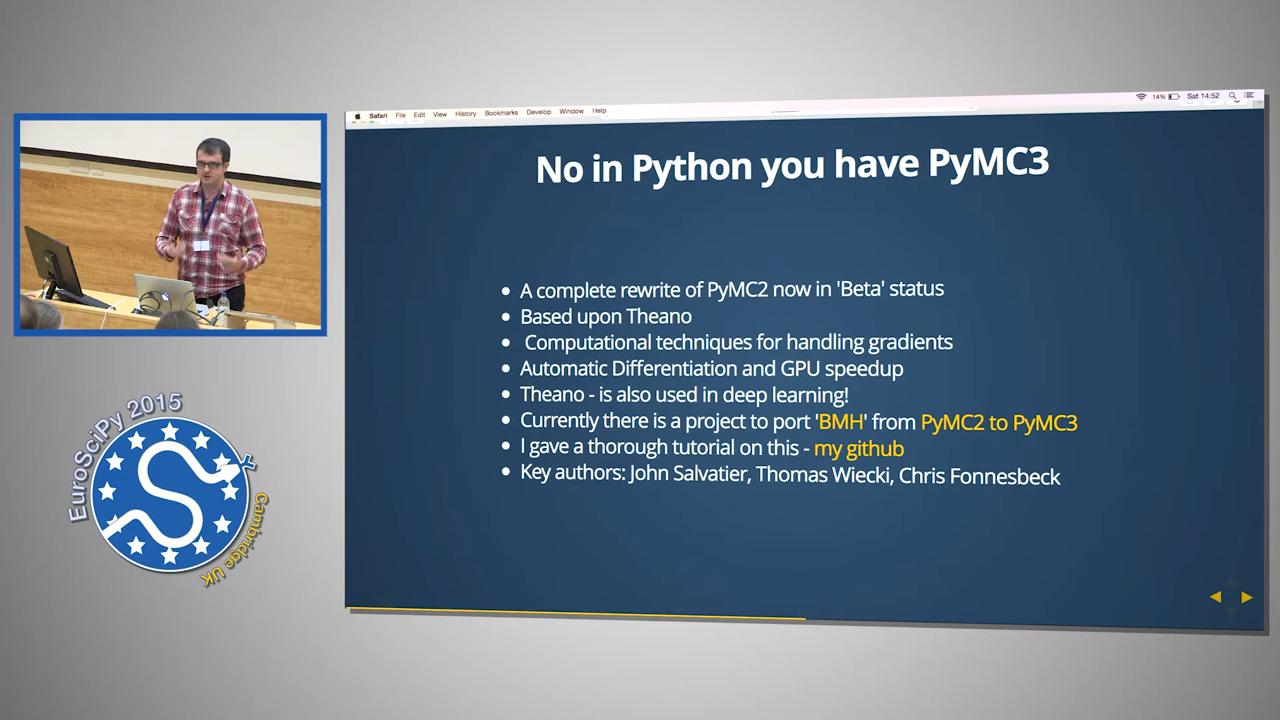 Safari File Edit View History Bookmarks Develop Window Help
14% Sat 14:52
No in Python you have PyMC3
A complete rewrite of PyMC2 now in 'Beta' status
Based upon Theano
Computational techniques for handling gradients
Automatic Differentiation and GPU speedup
Theano - is also used in deep learning!
Currently there is a project to port 'BMH' from PyMC2 to PyMC3
I gave a thorough tutorial on this - my github
Key authors: John Salvatier, Thomas Wiecki, Chris Fonnesbeck
EuroSciPy 2015
Cambridge UK